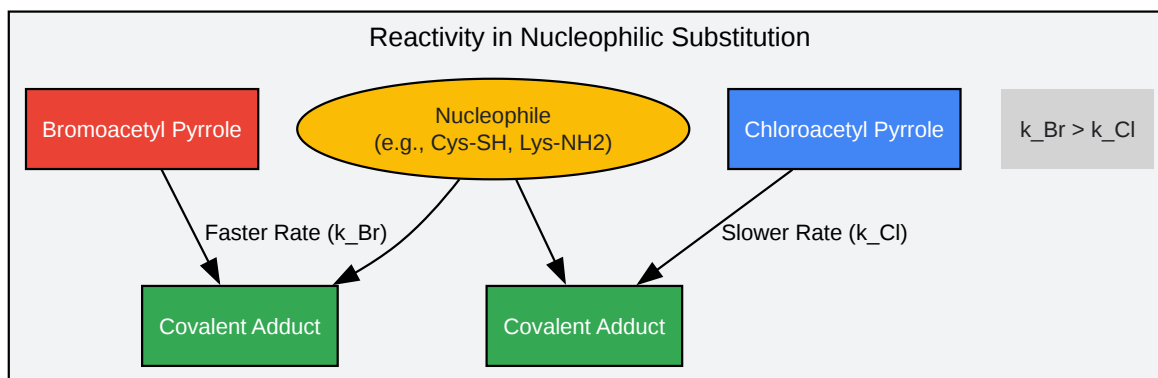 Reactivity in Nucleophilic Substitution
Bromoacetyl Pyrrole
Nucleophile
(e.g., Cys-SH, Lys-NH2)
Chloroacetyl Pyrrole
k_Br > k_Cl
Faster Rate (k_Br)
Slower Rate (k_Cl)
Covalent Adduct
Covalent Adduct